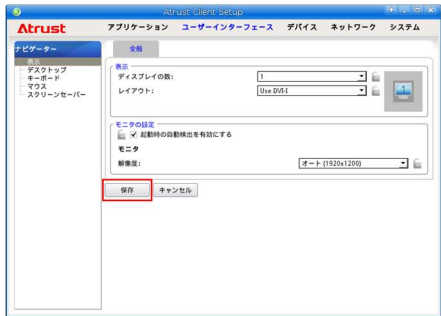 Atrust Client Setup
Atrust
アプリケーション ユーザーインターフェース デバイス ネットワーク システム
ナビゲーター
表示
デスクトップ
キーボード
マウス
スクリーンセーバー
全般
表示
ディスプレイの数: 1
レイアウト: Use DVI-I
1
モニタの設定
起動時の自動検出を有効にする
モニタ
解像度: オート (1920x1200)
保存 キャンセル